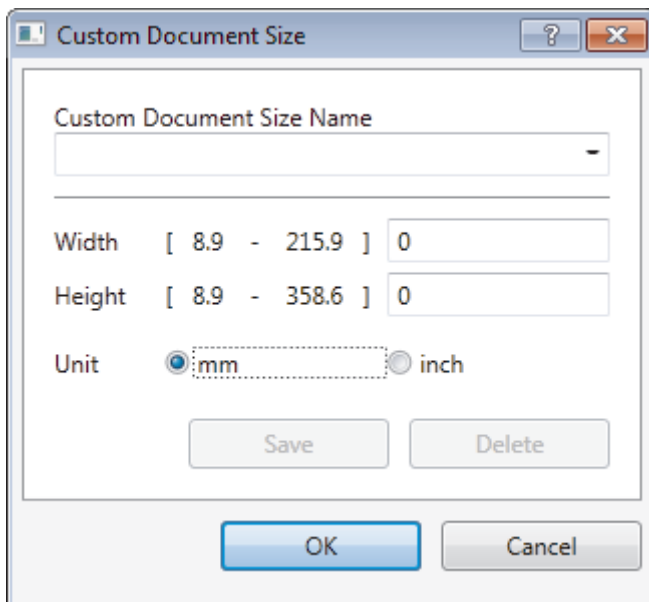 Custom Document Size ?
Custom Document Size Name
Width [ 8.9 - 215.9 ] 0
Height [ 8.9 - 358.6 ] 0
Unit mm inch
Save Delete
OK Cancel